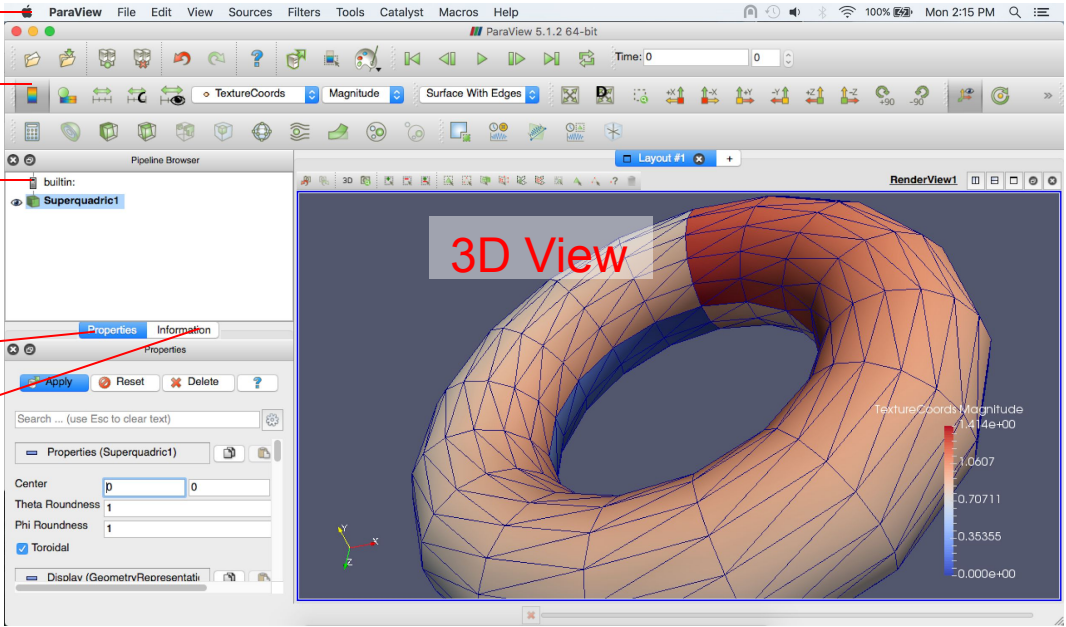 ParaView File Edit View Sources Filters Tools Catalyst Macros Help 100% Mon 2:15 PM
ParaView 5.1.2 64-bit
Time: 0 0
TextureCoords Magnitude Surface With Edges +X -X +Y -Y +Z -Z +90 -90
Pipeline Browser
Layout #1 +
builtin:
3D
RenderView1
Superquadric1
3D View
Properties Information
Properties
Apply Reset Delete ?
Search ... (use Esc to clear text)
Properties (Superquadric1)
Center 0 0
Theta Roundness 1
Phi Roundness 1
Toroidal
Display (GeometryRepresentati
TextureCoords Magnitude
1.414e+00
1.0607
0.70711
0.35355
0.000e+00
Y
X
Z